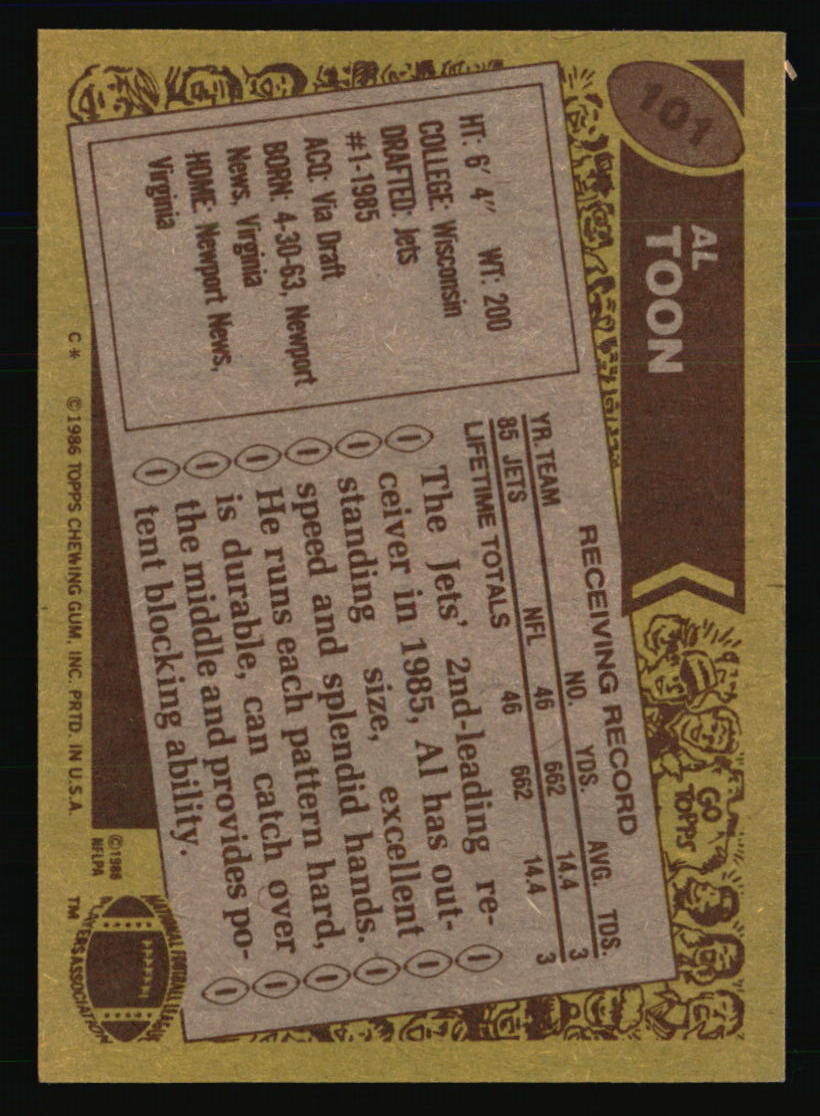 101
AL
TOON
HT: 6' 4" WT: 200
COLLEGE: Wisconsin
DRAFTED: Jets
#1-1985
ACQ: Via Draft
BORN: 4-30-63, Newport
News, Virginia
HOME: Newport News,
Virginia
RECEIVING RECORD
YR. TEAM NFL NO. YDS. AVG. TDS.
85 JETS 46 662 14.4 3
LIFETIME TOTALS 46 662 14.4 3
The Jets' 2nd-leading re-
ceiver in 1985, Al has out-
standing size, excellent
speed and splendid hands.
He runs each pattern hard,
is durable, can catch over
the middle and provides po-
tent blocking ability.
GO
TOPPS
C* ©1986 TOPPS CHEWING GUM, INC. PRTD. IN U.S.A.
©1986
NFLPA
NATIONAL FOOTBALL LEAGUE
PLAYERS ASSOCIATION
TM